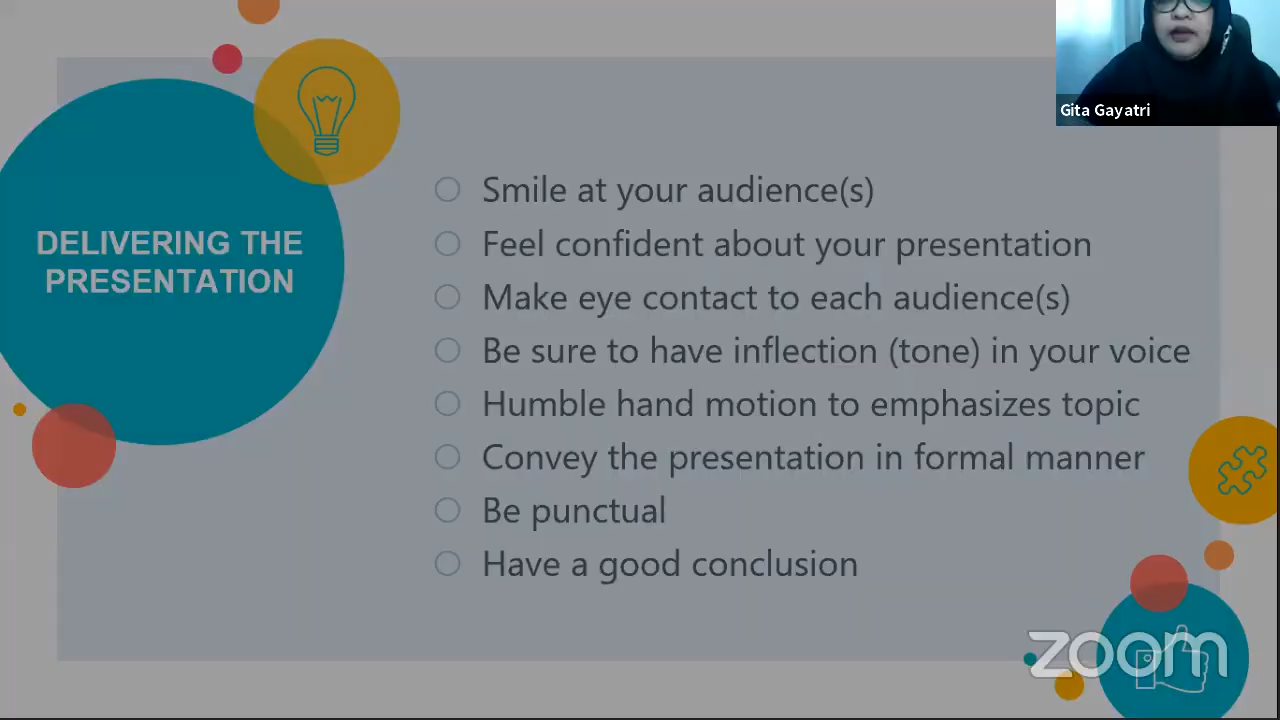 Gita Gayatri
DELIVERING THE
PRESENTATION
Smile at your audience(s)
Feel confident about your presentation
Make eye contact to each audience(s)
Be sure to have inflection (tone) in your voice
Humble hand motion to emphasizes topic
Convey the presentation in formal manner
Be punctual
Have a good conclusion
zoom